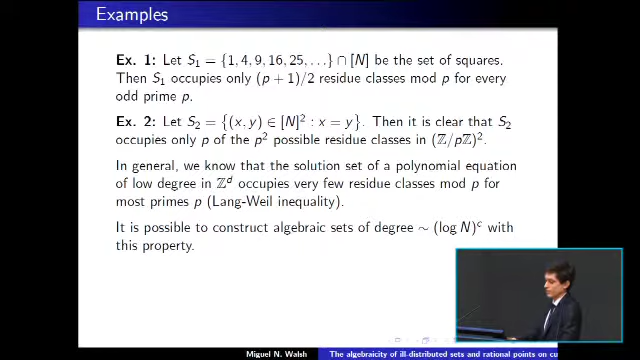 Examples
Ex. 1: Let S₁ = {1, 4, 9, 16, 25, . . .} ∩ [N] be the set of squares.
Then S₁ occupies only (p + 1)/2 residue classes mod p for every
odd prime p.
Ex. 2: Let S₂ = {(x, y) ∈ [N]² : x = y}. Then it is clear that S₂
occupies only p of the p² possible residue classes in (ℤ/pℤ)².
In general, we know that the solution set of a polynomial equation
of low degree in ℤᵈ occupies very few residue classes mod p for
most primes p (Lang-Weil inequality).
It is possible to construct algebraic sets of degree ∼ (log N)ᶜ with
this property.
Miguel N. Walsh
The algebraicity of ill-distributed sets and rational points on cu